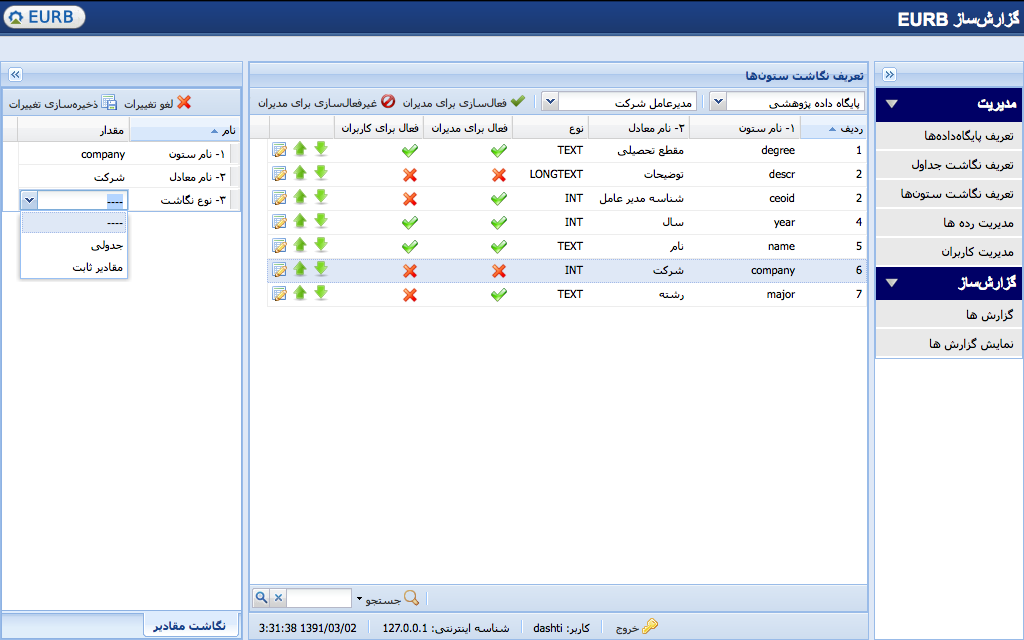 گزارش‌ساز EURB
EURB
مدیریت
تعریف پایگاه‌داده‌ها
تعریف نگاشت جداول
تعریف نگاشت ستون‌ها
مدیریت رده ها
مدیریت کاربران
گزارش‌ساز
گزارش ها
نمایش گزارش ها
تعریف نگاشت ستون‌ها
پایگاه داده پژوهشی مدیرعامل شرکت فعال‌سازی برای مدیران غیرفعال‌سازی برای مدیران
ردیف ۱- نام ستون ۲- نام معادل نوع فعال برای مدیران فعال برای کاربران
1 degree مقطع تحصیلی TEXT
2 descr توضیحات LONGTEXT
2 ceoid شناسه مدیر عامل INT
4 year سال INT
5 name نام TEXT
6 company شرکت INT
7 major رشته TEXT
جستجو
خروج کاربر: dashti شناسه اینترنتی: 127.0.0.1 1391/03/02 3:31:38
لغو تغییرات ذخیره‌سازی تغییرات
نام مقدار
۱- نام ستون company
۲- نام معادل شرکت
۳- نوع نگاشت ----
----
جدولی
مقادیر ثابت
نگاشت مقادیر